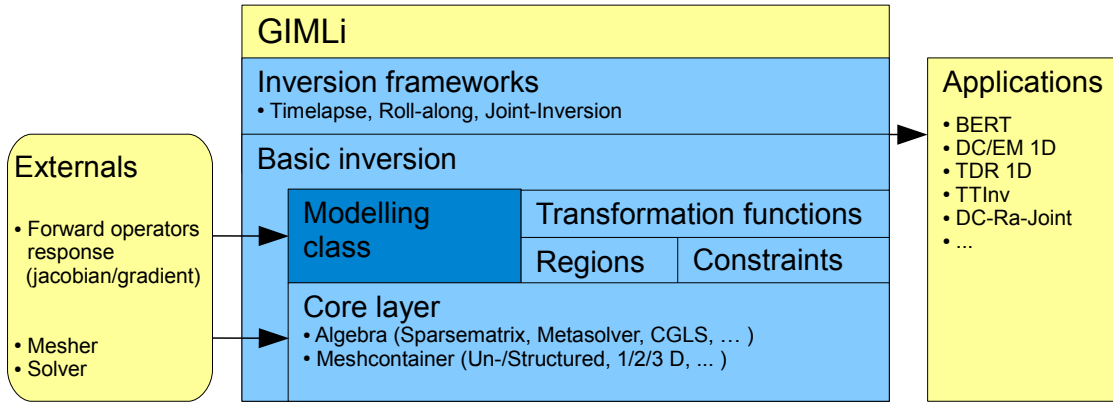 GIMLi
Inversion frameworks
• Timelapse, Roll-along, Joint-Inversion
Basic inversion
Modelling
class
Transformation functions
Regions
Constraints
Core layer
• Algebra (Sparsematrix, Metasolver, CGLS, … )
• Meshcontainer (Un-/Structured, 1/2/3 D, ... )
Externals
• Forward operators
response
(jacobian/gradient)
• Mesher
• Solver
Applications
• BERT
• DC/EM 1D
• TDR 1D
• TTInv
• DC-Ra-Joint
• ...